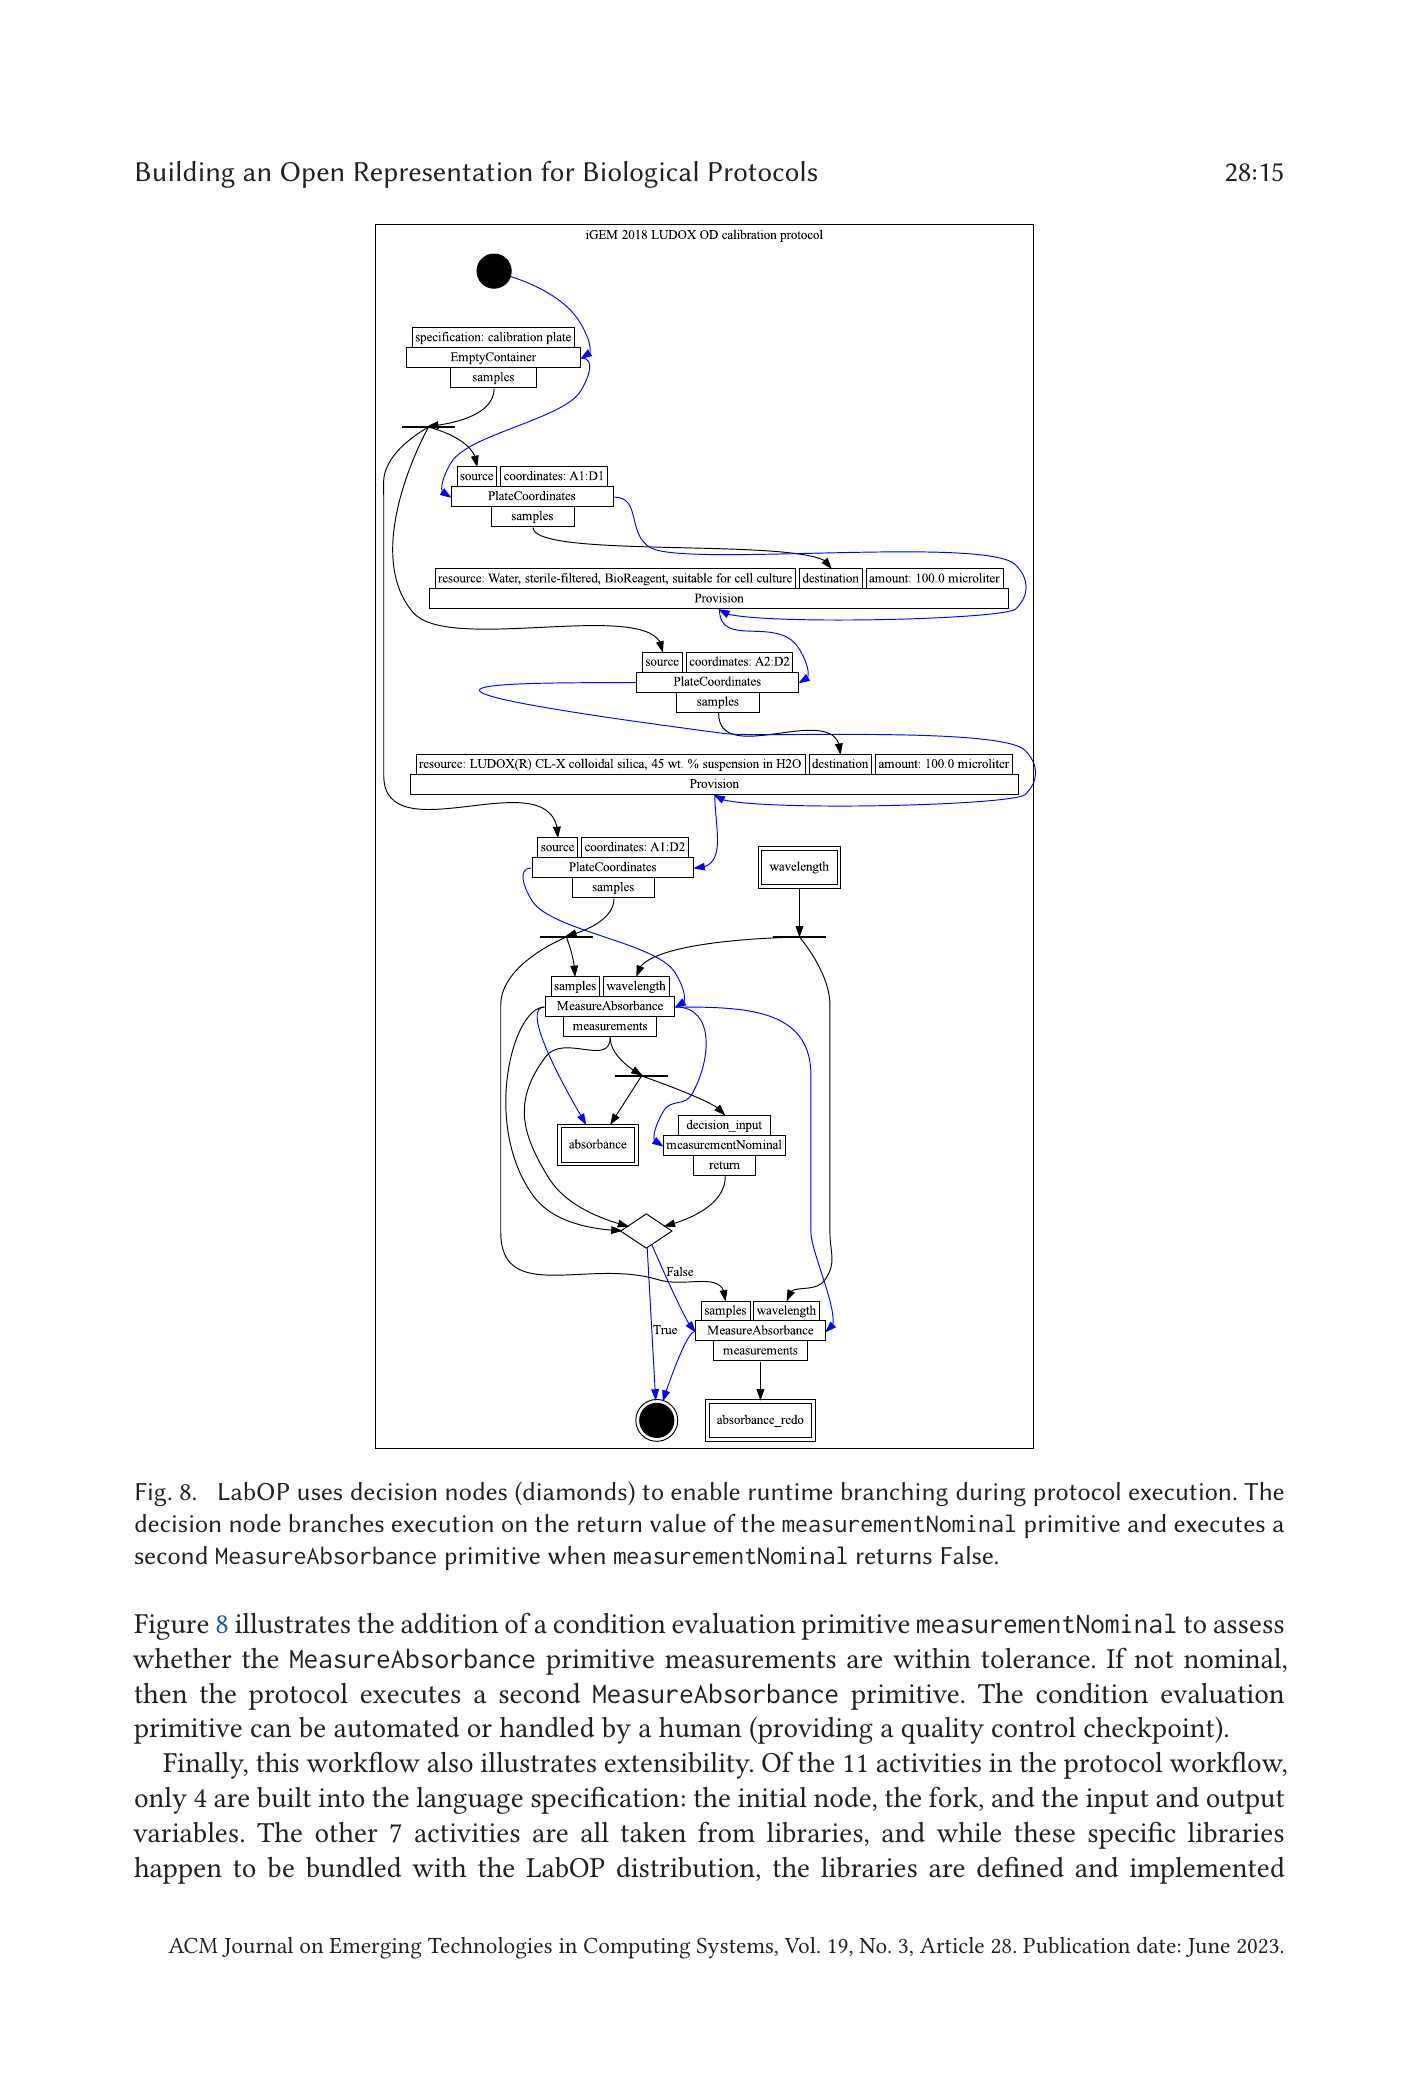 Building an Open Representation for Biological Protocols 28:15
iGEM 2018 LUDOX OD calibration protocol
specification: calibration plate
EmptyContainer
samples
source coordinates: A1:D1
PlateCoordinates
samples
resource: Water, sterile-filtered, BioReagent, suitable for cell culture destination amount: 100.0 microliter
Provision
source coordinates: A2:D2
PlateCoordinates
samples
resource: LUDOX(R) CL-X colloidal silica, 45 wt. % suspension in H2O destination amount: 100.0 microliter
Provision
source coordinates: A1:D2
PlateCoordinates
samples
wavelength
samples wavelength
MeasureAbsorbance
measurements
absorbance
decision_input
measurementNominal
return
False
samples wavelength
True
MeasureAbsorbance
measurements
absorbance_redo
Fig. 8. LabOP uses decision nodes (diamonds) to enable runtime branching during protocol execution. The
decision node branches execution on the return value of the measurementNominal primitive and executes a
second MeasureAbsorbance primitive when measurementNominal returns False.
Figure 8 illustrates the addition of a condition evaluation primitive measurementNominal to assess
whether the MeasureAbsorbance primitive measurements are within tolerance. If not nominal,
then the protocol executes a second MeasureAbsorbance primitive. The condition evaluation
primitive can be automated or handled by a human (providing a quality control checkpoint).
Finally, this workflow also illustrates extensibility. Of the 11 activities in the protocol workflow,
only 4 are built into the language specification: the initial node, the fork, and the input and output
variables. The other 7 activities are all taken from libraries, and while these specific libraries
happen to be bundled with the LabOP distribution, the libraries are defined and implemented
ACM Journal on Emerging Technologies in Computing Systems, Vol. 19, No. 3, Article 28. Publication date: June 2023.